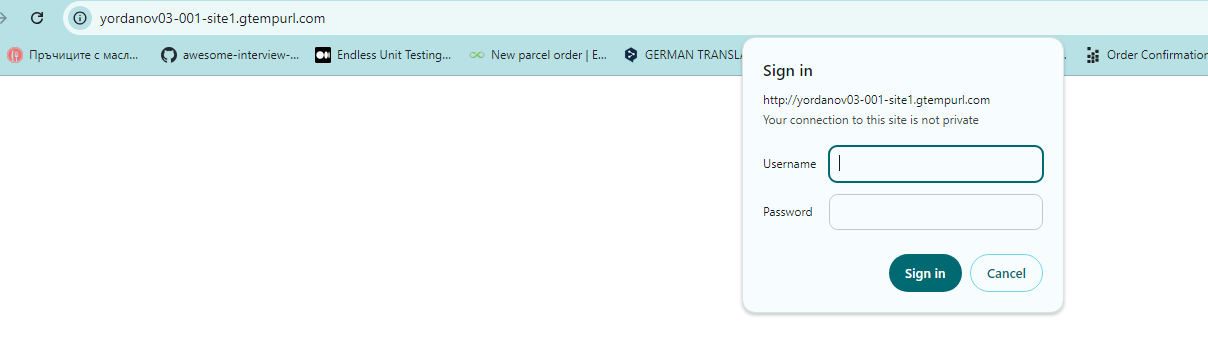 yordanov03-001-site1.gtempurl.com
Пръчиците с масл... awesome-interview-... Endless Unit Testing... New parcel order | E... GERMAN TRANSLA Order Confirmation
Sign in
http://yordanov03-001-site1.gtempurl.com
Your connection to this site is not private
Username
Password
Sign in Cancel